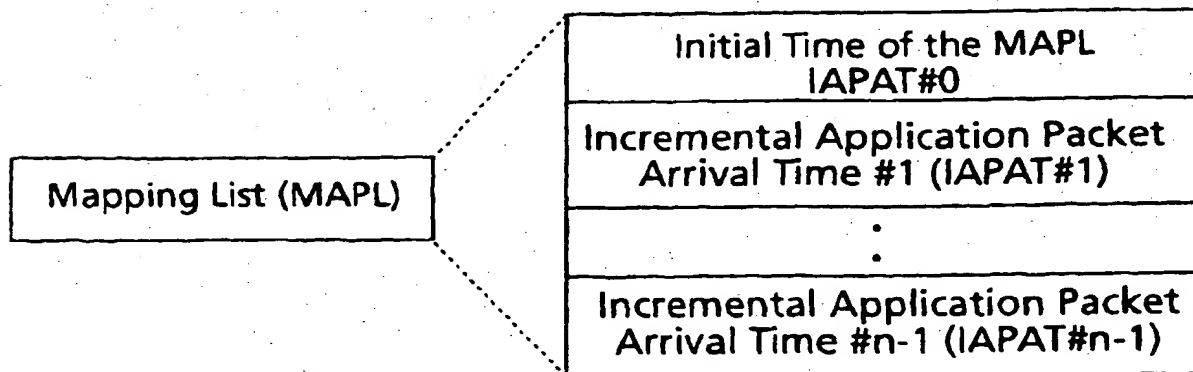 Mapping List (MAPL)
Initial Time of the MAPL
IAPAT#0
Incremental Application Packet
Arrival Time #1 (IAPAT#1)
Incremental Application Packet
Arrival Time #n-1 (IAPAT#n-1)